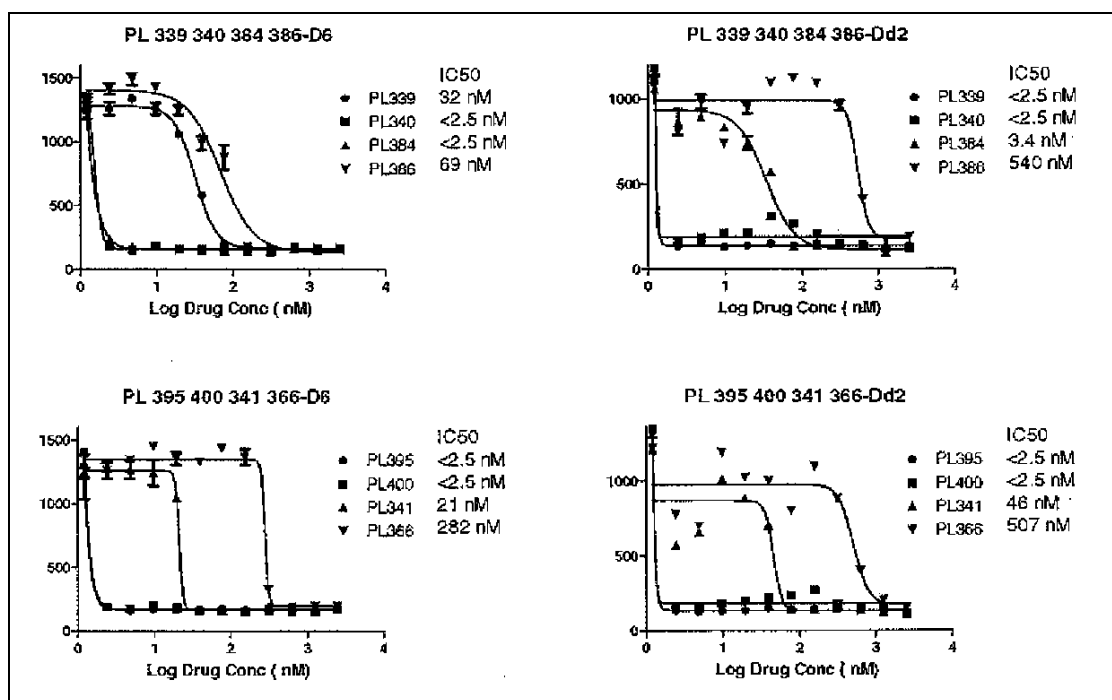 PL 339 340 384 386-D6
1500
1000
500
0
0 1 2 3 4
Log Drug Conc ( nM)
IC50
PL339 32 nM
PL340 <2.5 nM
PL384 <2.5 nM
PL386 69 nM
PL 339 340 384 386-Dd2
1000
500
0
0 1 2 3 4
Log Drug Conc ( nM)
IC50
PL339 <2.5 nM
PL340 <2.5 nM
PL384 3.4 nM
PL386 540 nM
PL 395 400 341 366-D6
1500
1000
500
0
0 1 2 3 4
Log Drug Conc (nM)
IC50
PL395 <2.5 nM
PL400 <2.5 nM
PL341 21 nM
PL366 282 nM
PL 395 400 341 366-Dd2
1000
500
0
0 1 2 3 4
Log Drug Conc (nM)
IC50
PL395 <2.5 nM
PL400 <2.5 nM
PL341 46 nM
PL366 507 nM